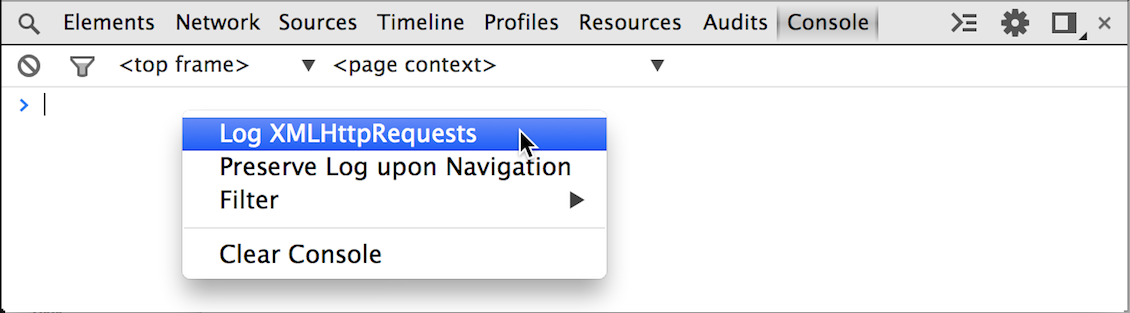 Elements Network Sources Timeline Profiles Resources Audits Console
<top frame> <page context>
Log XMLHttpRequests
Preserve Log upon Navigation
Filter
Clear Console